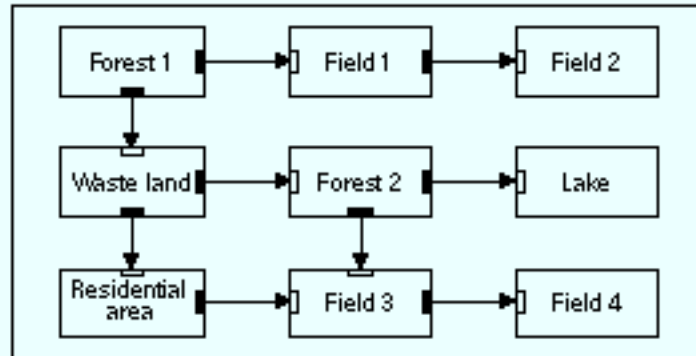 Forest 1
Field 1
Field 2
Waste land
Forest 2
Lake
Residential
area
Field 3
Field 4